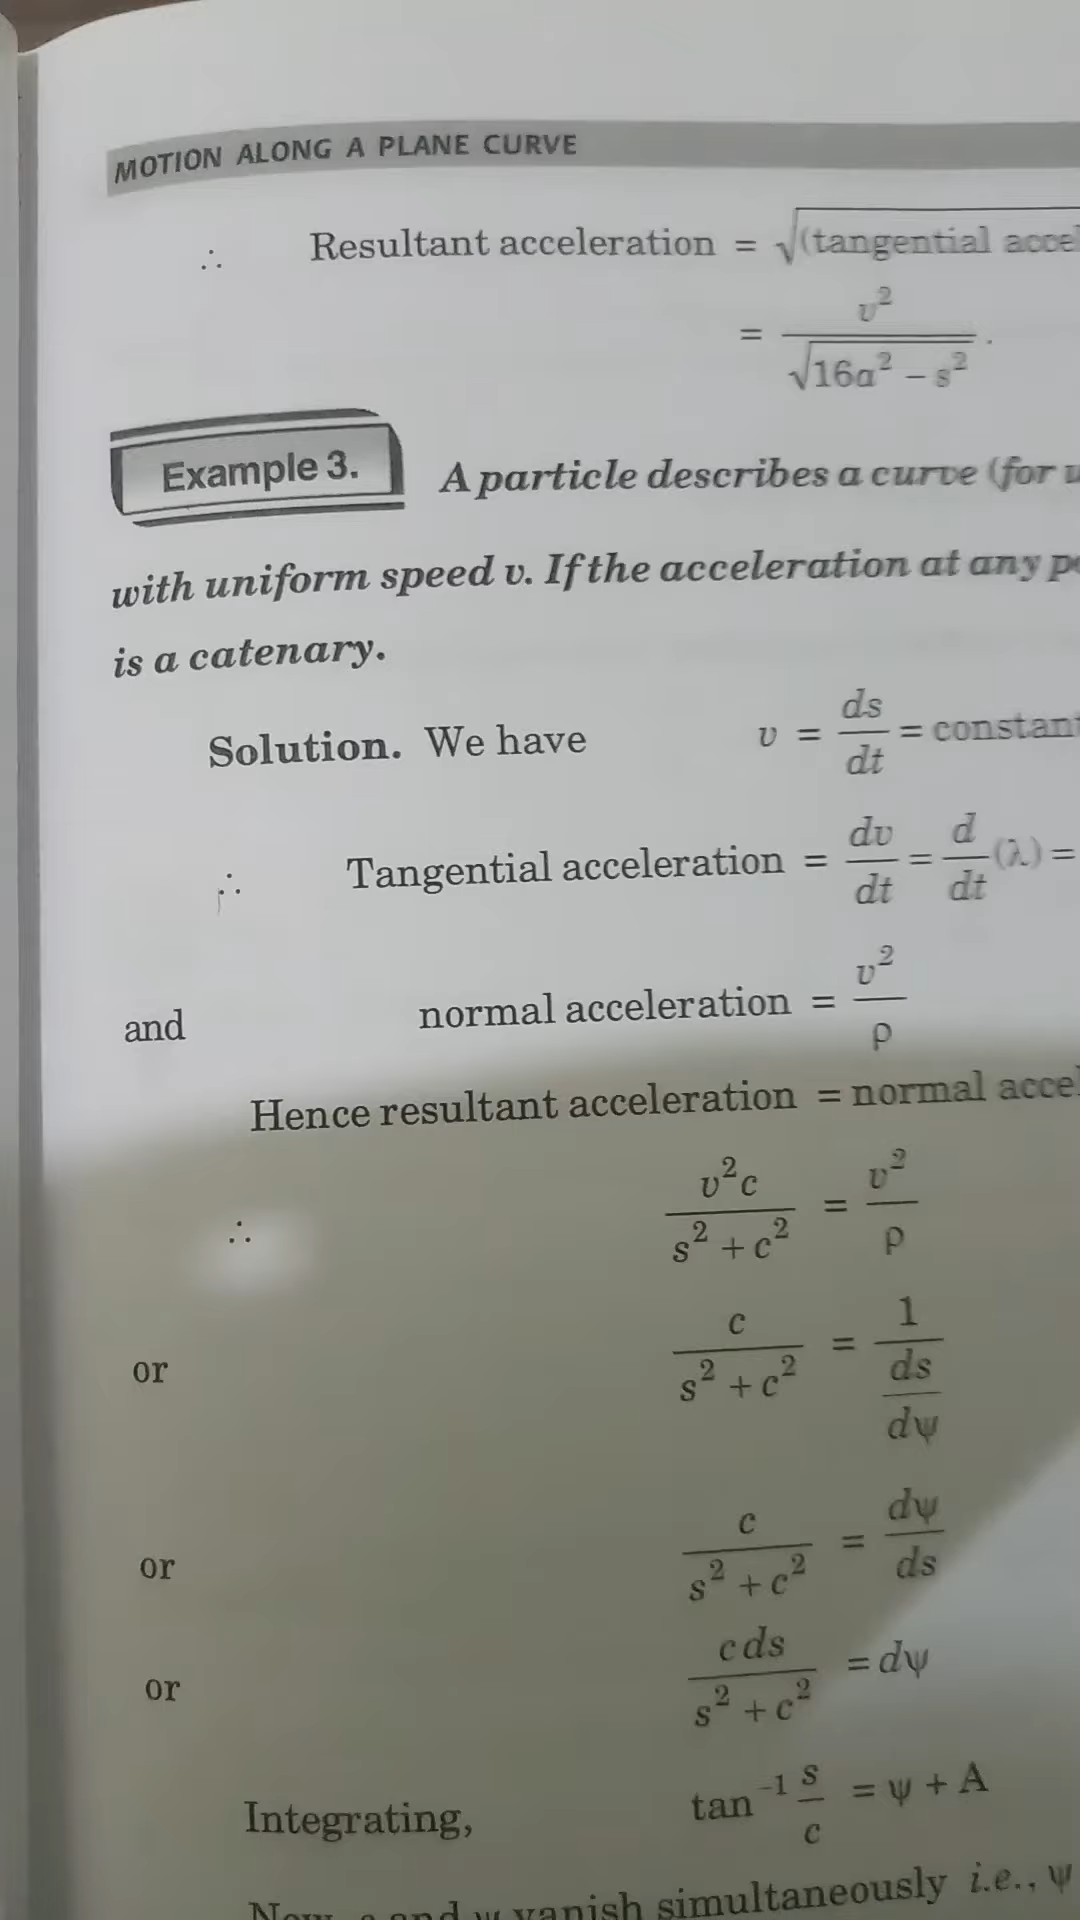 MOTION ALONG A PLANE CURVE
∴ Resultant acceleration = √(tangential
= v² / √16a² – s² .
Example 3. A particle describes a curve (for
with uniform speed v. If the acceleration at any
is a catenary.
Solution. We have v = ds/dt = constant
∴ Tangential acceleration = dv/dt = d/dt (λ) =
and normal acceleration = v²/ρ
Hence resultant acceleration = normal
∴ v²c / s² + c² = v²/ρ
or c / s² + c² = 1 / ds/dψ
or c / s² + c² = dψ/ds
or c ds / s² + c² = dψ
Integrating, tan⁻¹ s/c = ψ + A
Now, s and ψ vanish simultaneously i.e., ψ